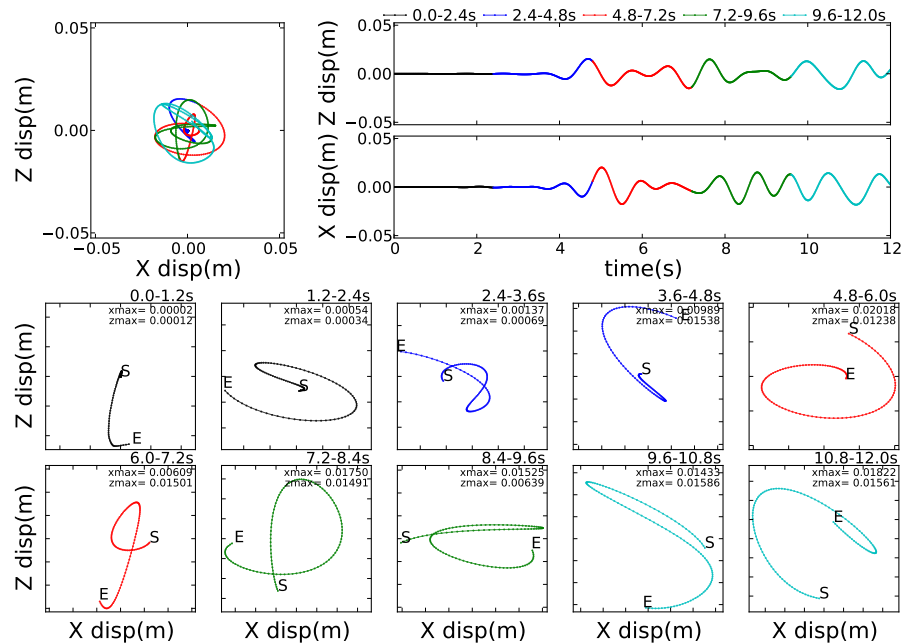 0.0-2.4s 2.4-4.8s 4.8-7.2s 7.2-9.6s 9.6-12.0s
0.05
0.00
−0.05
Z disp(m)
−0.05 0.00 0.05
X disp(m)
0.05
0.00
−0.05
Z disp(m)
0.05
0.00
−0.05
X disp(m)
0 2 4 6 8 10 12
time(s)
0.0-1.2s
xmax= 0.00002
zmax= 0.00012
S
E
1.2-2.4s
xmax= 0.00054
zmax= 0.00034
S
E
2.4-3.6s
xmax= 0.00137
zmax= 0.00069
E
S
3.6-4.8s
xmax= 0.00989
zmax= 0.01538
E
S
4.8-6.0s
xmax= 0.02018
zmax= 0.01238
S
E
Z disp(m)
6.0-7.2s
xmax= 0.00609
zmax= 0.01501
S
E
7.2-8.4s
xmax= 0.01750
zmax= 0.01491
E
S
8.4-9.6s
xmax= 0.01525
zmax= 0.00639
S
E
9.6-10.8s
xmax= 0.01433
zmax= 0.01586
S
E
10.8-12.0s
xmax= 0.01822
zmax= 0.01561
E
S
Z disp(m)
X disp(m) X disp(m) X disp(m) X disp(m) X disp(m)